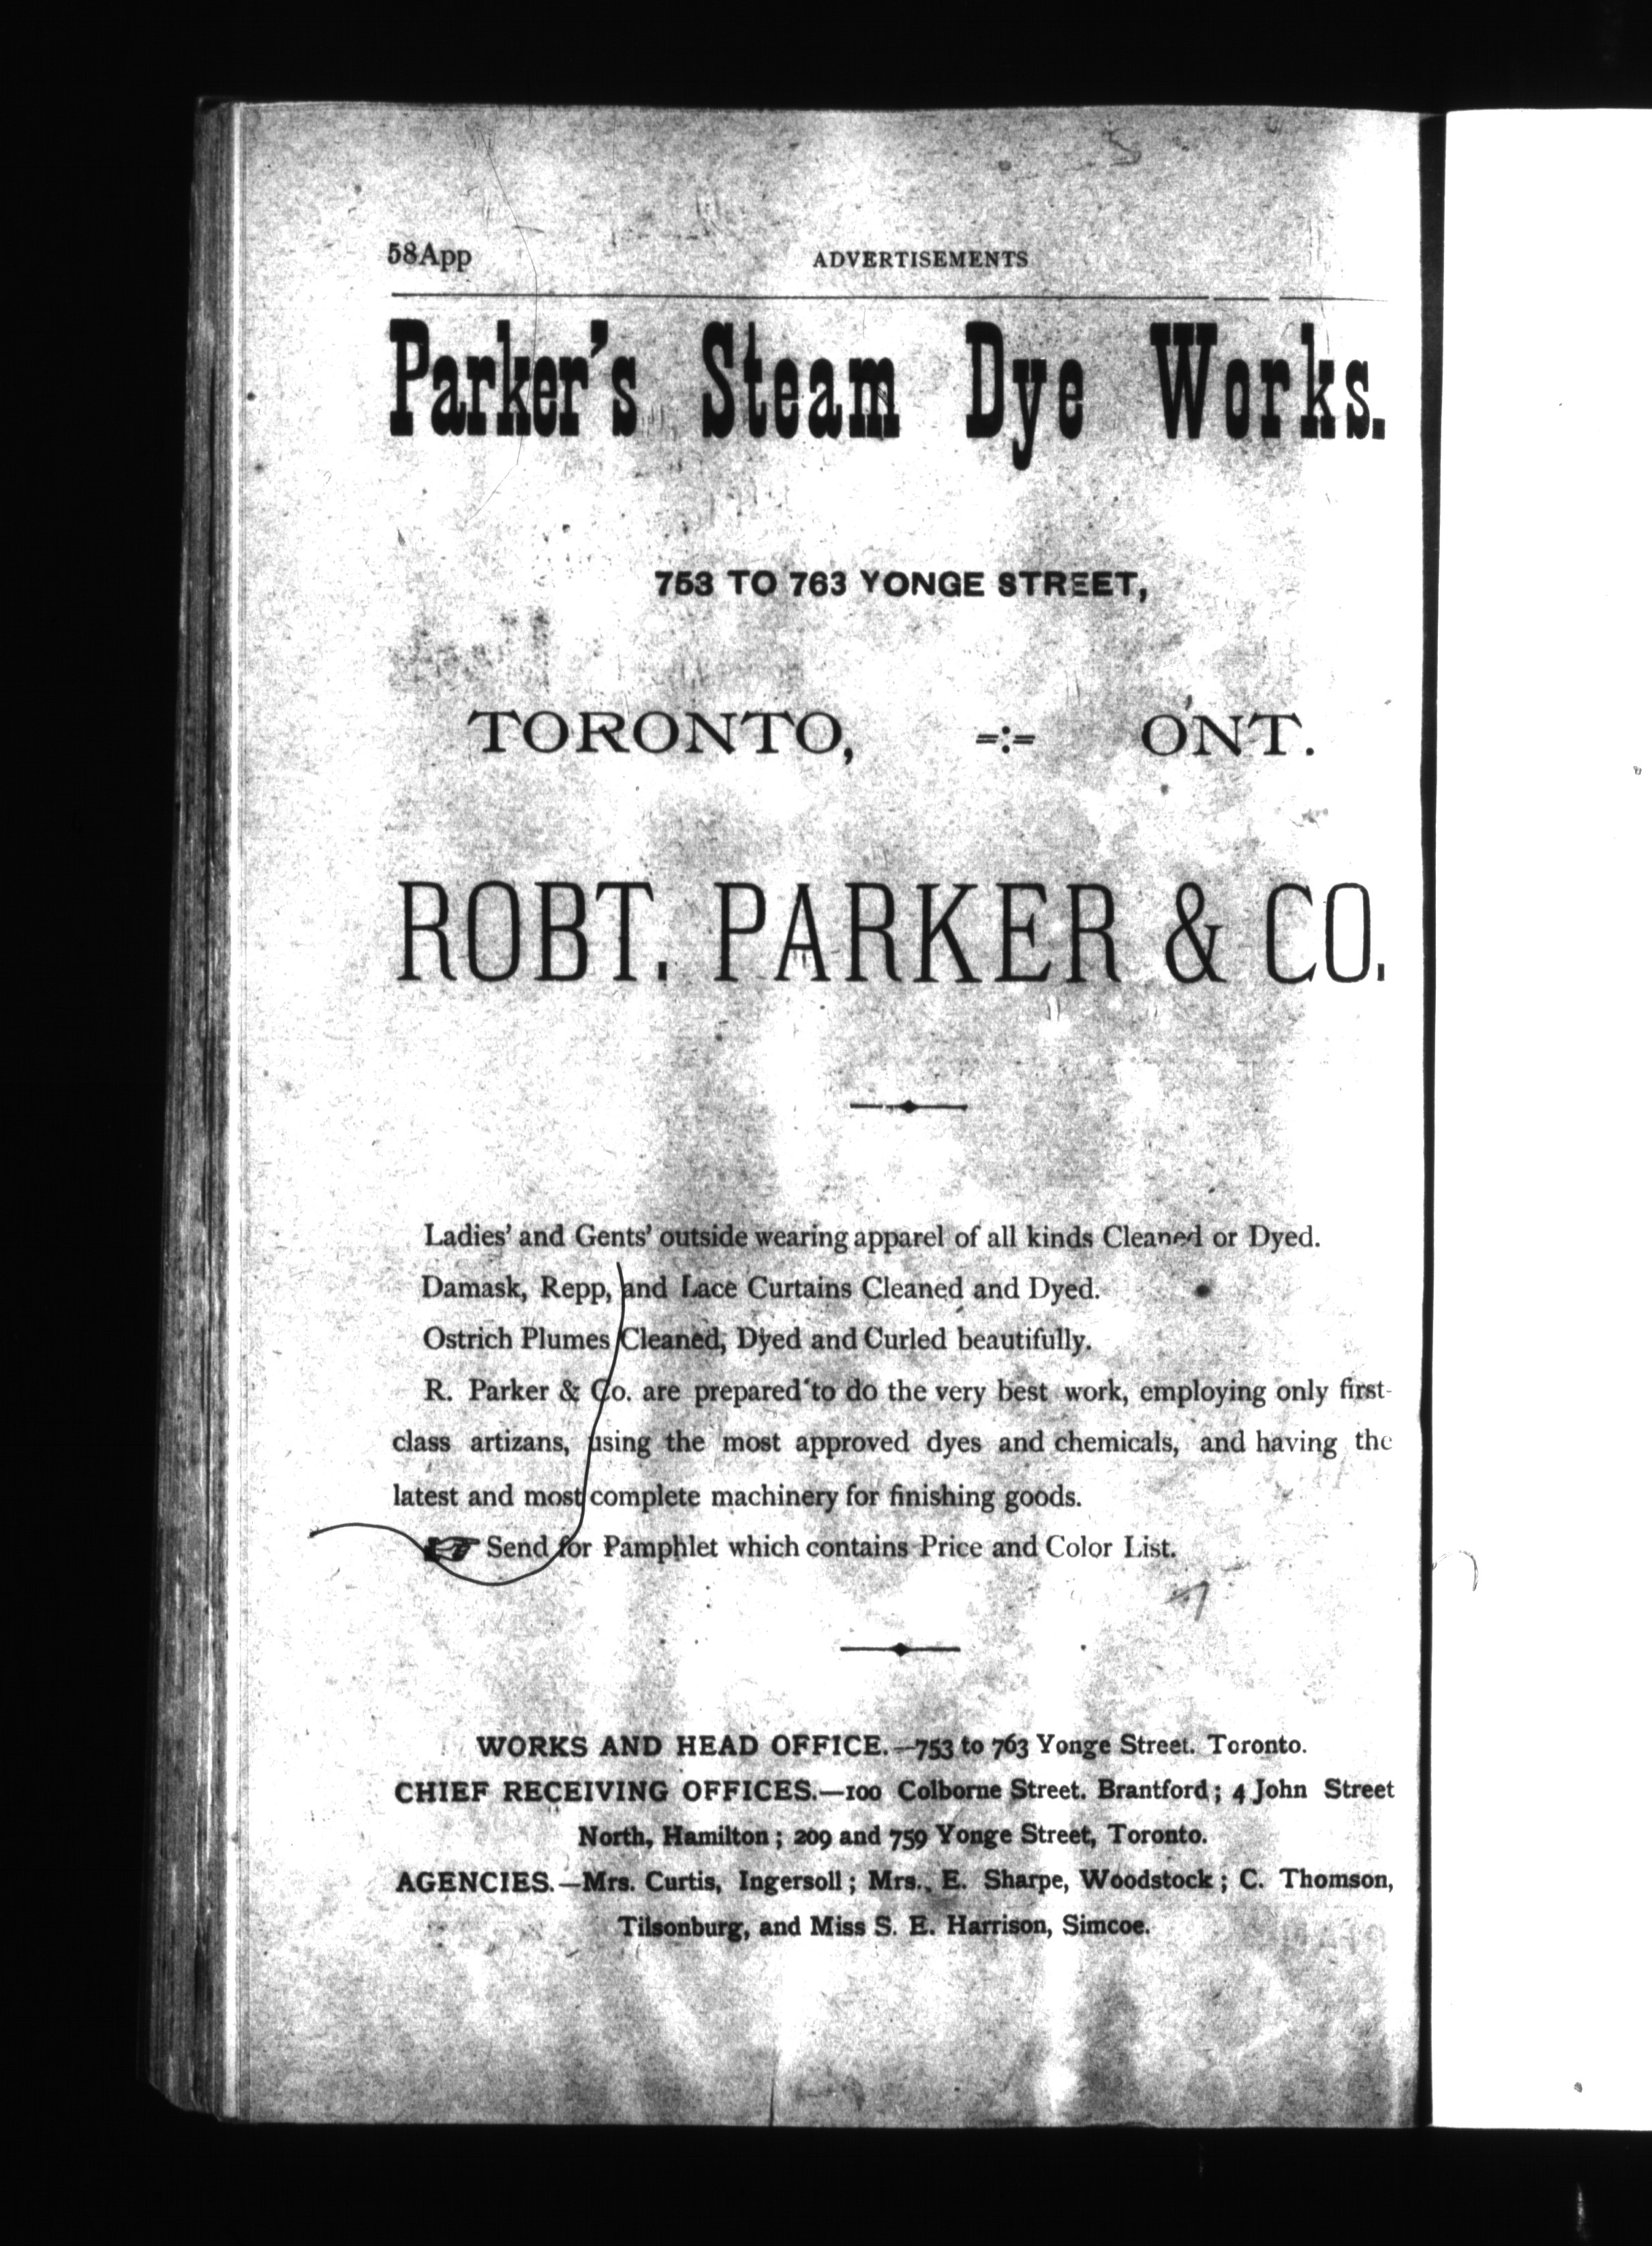 58App ADVERTISEMENTS
Parker's Steam Dye Works.
753 TO 763 YONGE STREET,
TORONTO, =:= ONT.
ROBT. PARKER & CO.
Ladies' and Gents' outside wearing apparel of all kinds Cleaned or Dyed.
Damask, Repp, and Lace Curtains Cleaned and Dyed.
Ostrich Plumes Cleaned, Dyed and Curled beautifully.
R. Parker & Co. are prepared to do the very best work, employing only first-
class artizans, using the most approved dyes and chemicals, and having the
latest and most complete machinery for finishing goods.
☞ Send for Pamphlet which contains Price and Color List.
WORKS AND HEAD OFFICE.—753 to 763 Yonge Street. Toronto.
CHIEF RECEIVING OFFICES.—100 Colborne Street. Brantford; 4 John Street
North, Hamilton; 209 and 759 Yonge Street, Toronto.
AGENCIES.—Mrs. Curtis, Ingersoll; Mrs., E. Sharpe, Woodstock; C. Thomson,
Tilsonburg, and Miss S. E. Harrison, Simcoe.